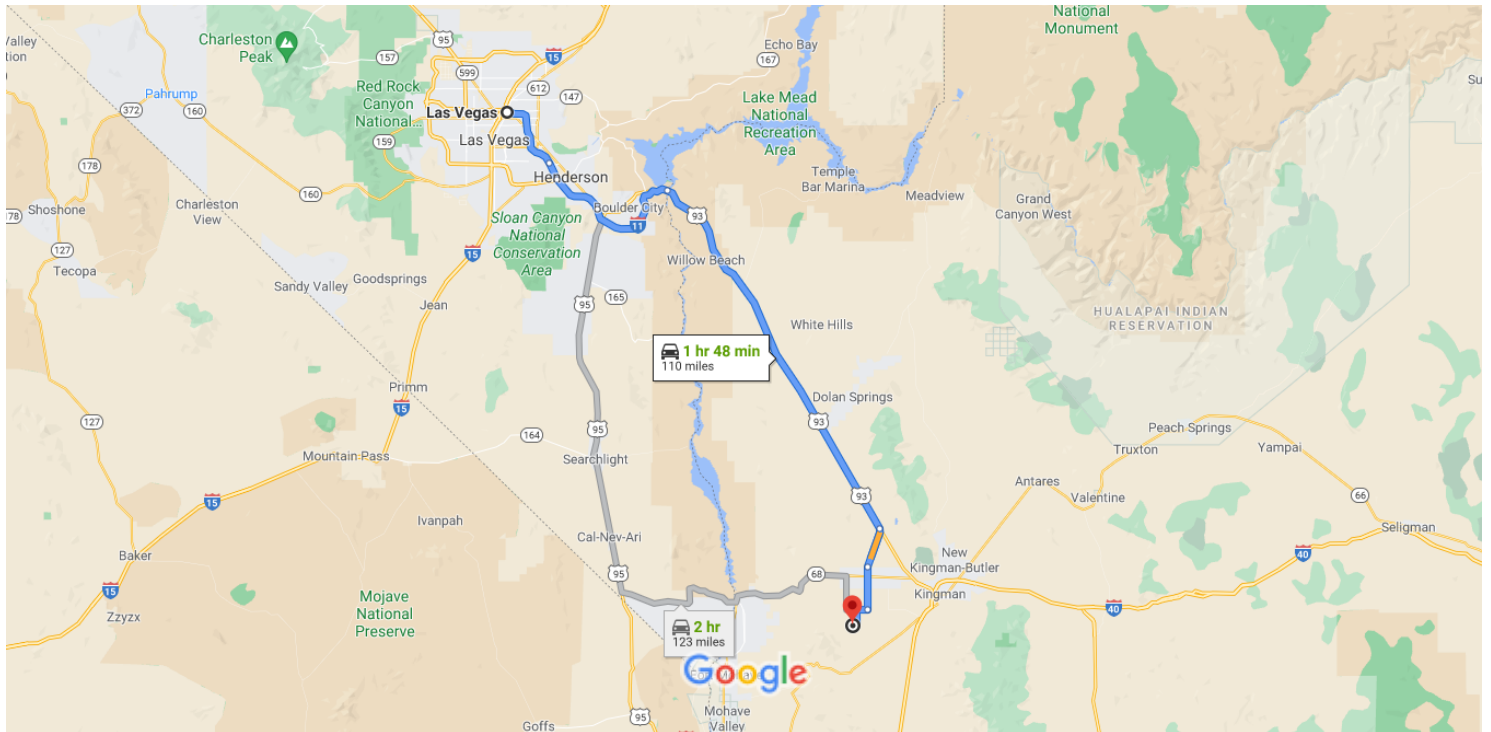 National
Monument
Valley
tion
Charleston
Peak
95
157
15
Echo Bay
167
599
612
147
Su
Pahrump
372
160
Red Rock
Canyon
National...
159
Las Vegas
Las Vegas
Lake Mead
National
Recreation
Area
178
160
Henderson
Temple
Bar Marina
Meadview
Shoshone
178
Charleston
View
Boulder City
11
93
Grand
Canyon West
Sloan Canyon
National
Conservation
Area
127
Tecopa
15
Willow Beach
Sandy Valley
Goodsprings
Jean
95
165
HUALAPAI INDIAN
RESERVATION
White Hills
1 hr 48 min
110 miles
Primm
15
Dolan Springs
127
93
95
164
Peach Springs
Mountain Pass
Searchlight
Truxton
Yampai
15
Antares
Valentine
93
66
Ivanpah
Seligman
Cal-Nev-Ari
Baker
New
Kingman-Butler
40
15
95
68
Kingman
Zzyzx
Mojave
National
Preserve
40
2 hr
123 miles
Google
Mohave
Valley
95
Goffs